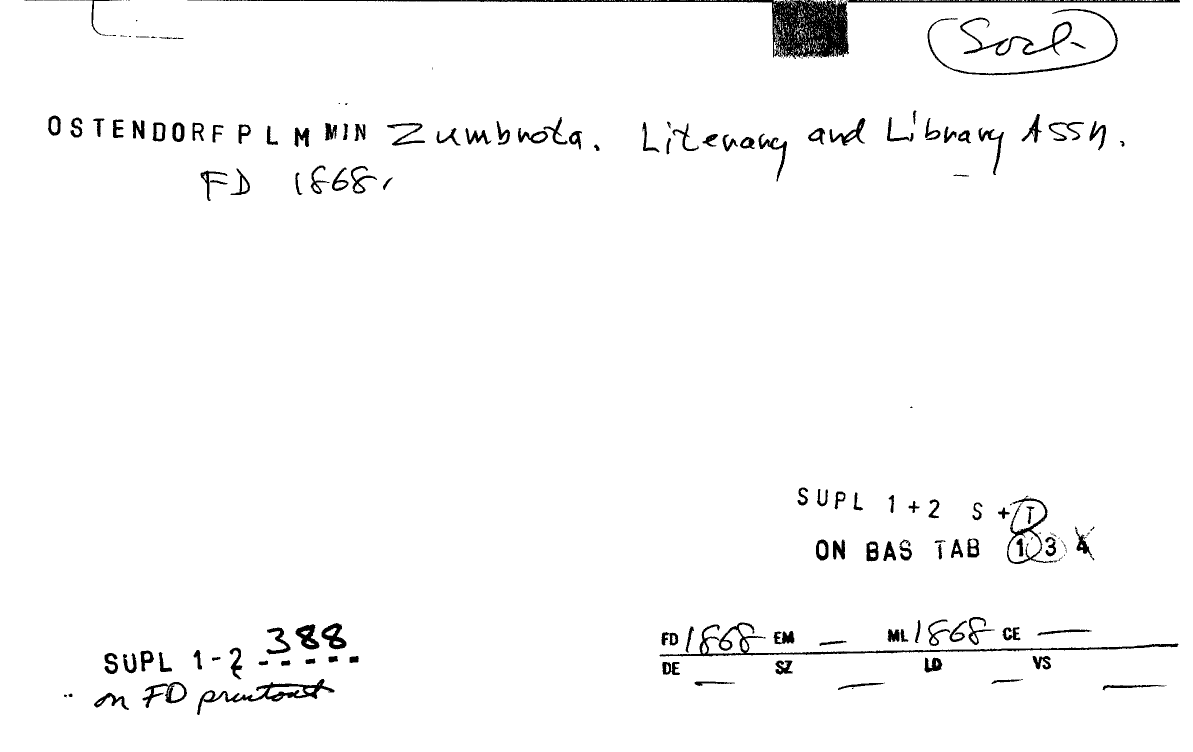 Socl.
OSTENDORF P L M MIN Zumbrota. Literary and Library Assn.
FD 1868.
SUPL 1+2 S + T
ON BAS TAB 1 3 4
SUPL 1-2 388
on FD printout
FD 1868 EM — ML 1868 CE —
DE — SZ — LD — VS —